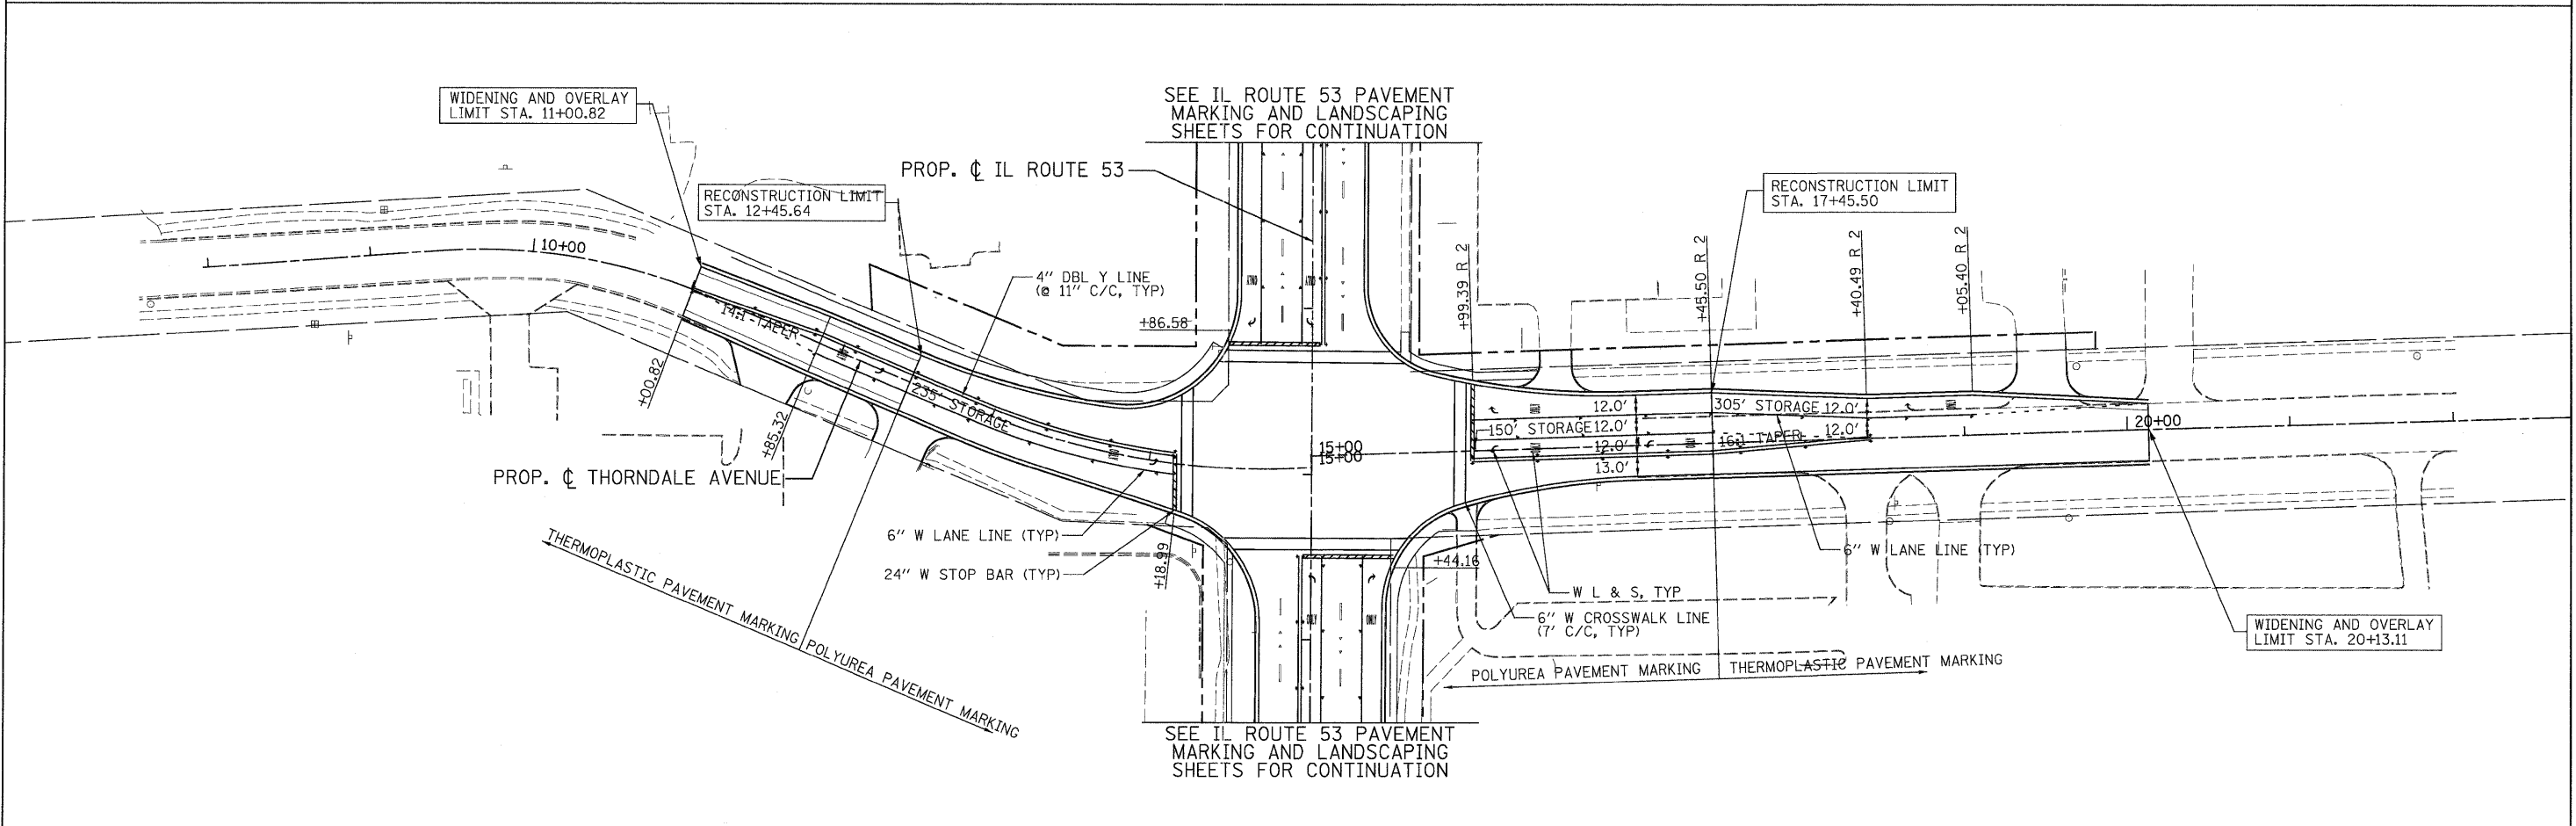 WIDENING AND OVERLAY
LIMIT STA. 11+00.82
SEE IL ROUTE 53 PAVEMENT
MARKING AND LANDSCAPING
SHEETS FOR CONTINUATION
PROP. ℄ IL ROUTE 53
RECONSTRUCTION LIMIT
STA. 12+45.64
RECONSTRUCTION LIMIT
STA. 17+45.50
10+00
4" DBL Y LINE
(@ 11" C/C, TYP)
+86.58
+99.39 R 2
+45.50 R 2
+40.49 R 2
+05.40 R 2
14:1 TAPER
+00.82
+85.32
235' STORAGE
ONLY
ONLY
12.0'
305' STORAGE
12.0'
150' STORAGE
12.0'
12.0'
12.0'
16:1 TAPER
13.0'
15+00
15+00
20+00
PROP. ℄ THORNDALE AVENUE
6" W LANE LINE (TYP)
24" W STOP BAR (TYP)
+18.99
+44.16
6" W LANE LINE (TYP)
W L & S, TYP
6" W CROSSWALK LINE
(7' C/C, TYP)
ONLY
ONLY
WIDENING AND OVERLAY
LIMIT STA. 20+13.11
THERMOPLASTIC PAVEMENT MARKING
POLYUREA PAVEMENT MARKING
POLYUREA PAVEMENT MARKING
THERMOPLASTIC PAVEMENT MARKING
SEE IL ROUTE 53 PAVEMENT
MARKING AND LANDSCAPING
SHEETS FOR CONTINUATION